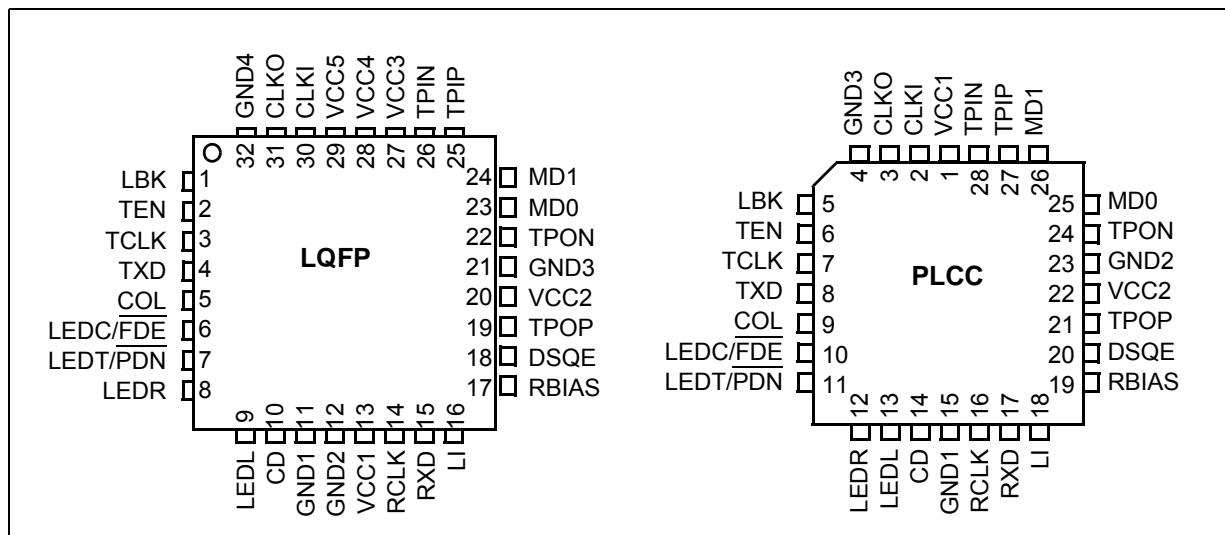 GND4
CLKO
CLKI
VCC5
VCC4
VCC3
TPIN
TPIP
32
31
30
29
28
27
26
25
LBK 1
TEN 2
TCLK 3
TXD 4
COL 5
LEDC/FDE 6
LEDT/PDN 7
LEDR 8
LQFP
24 MD1
23 MD0
22 TPON
21 GND3
20 VCC2
19 TPOP
18 DSQE
17 RBIAS
9
10
11
12
13
14
15
16
LEDL
CD
GND1
GND2
VCC1
RCLK
RXD
LI
GND3
CLKO
CLKI
VCC1
TPIN
TPIP
MD1
4
3
2
1
28
27
26
LBK 5
TEN 6
TCLK 7
TXD 8
COL 9
LEDC/FDE 10
LEDT/PDN 11
PLCC
25 MD0
24 TPON
23 GND2
22 VCC2
21 TPOP
20 DSQE
19 RBIAS
12
13
14
15
16
17
18
LEDR
LEDL
CD
GND1
RCLK
RXD
LI